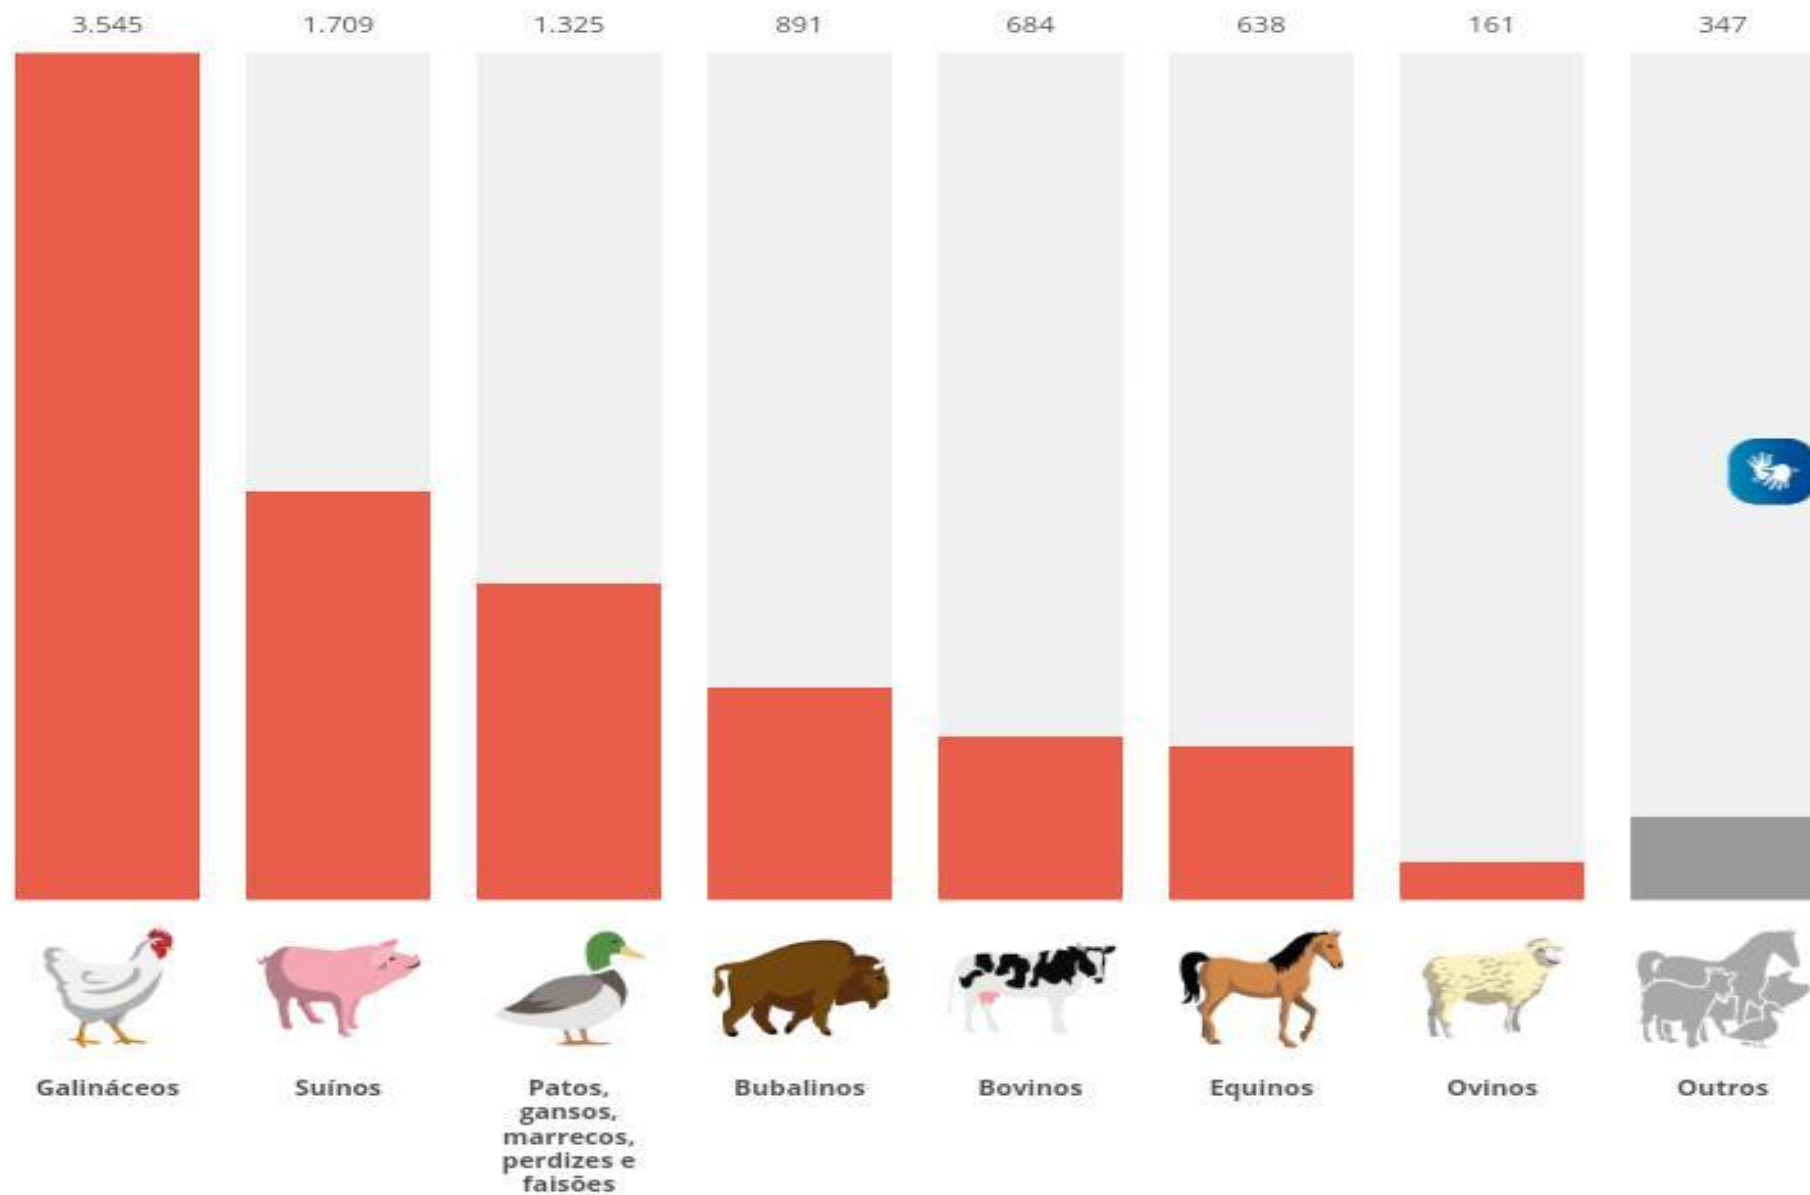 3.545
1.709
1.325
891
684
638
161
347
Galináceos
Suínos
Patos,
gansos,
marrecos,
perdizes e
faisões
Bubalinos
Bovinos
Equinos
Ovinos
Outros